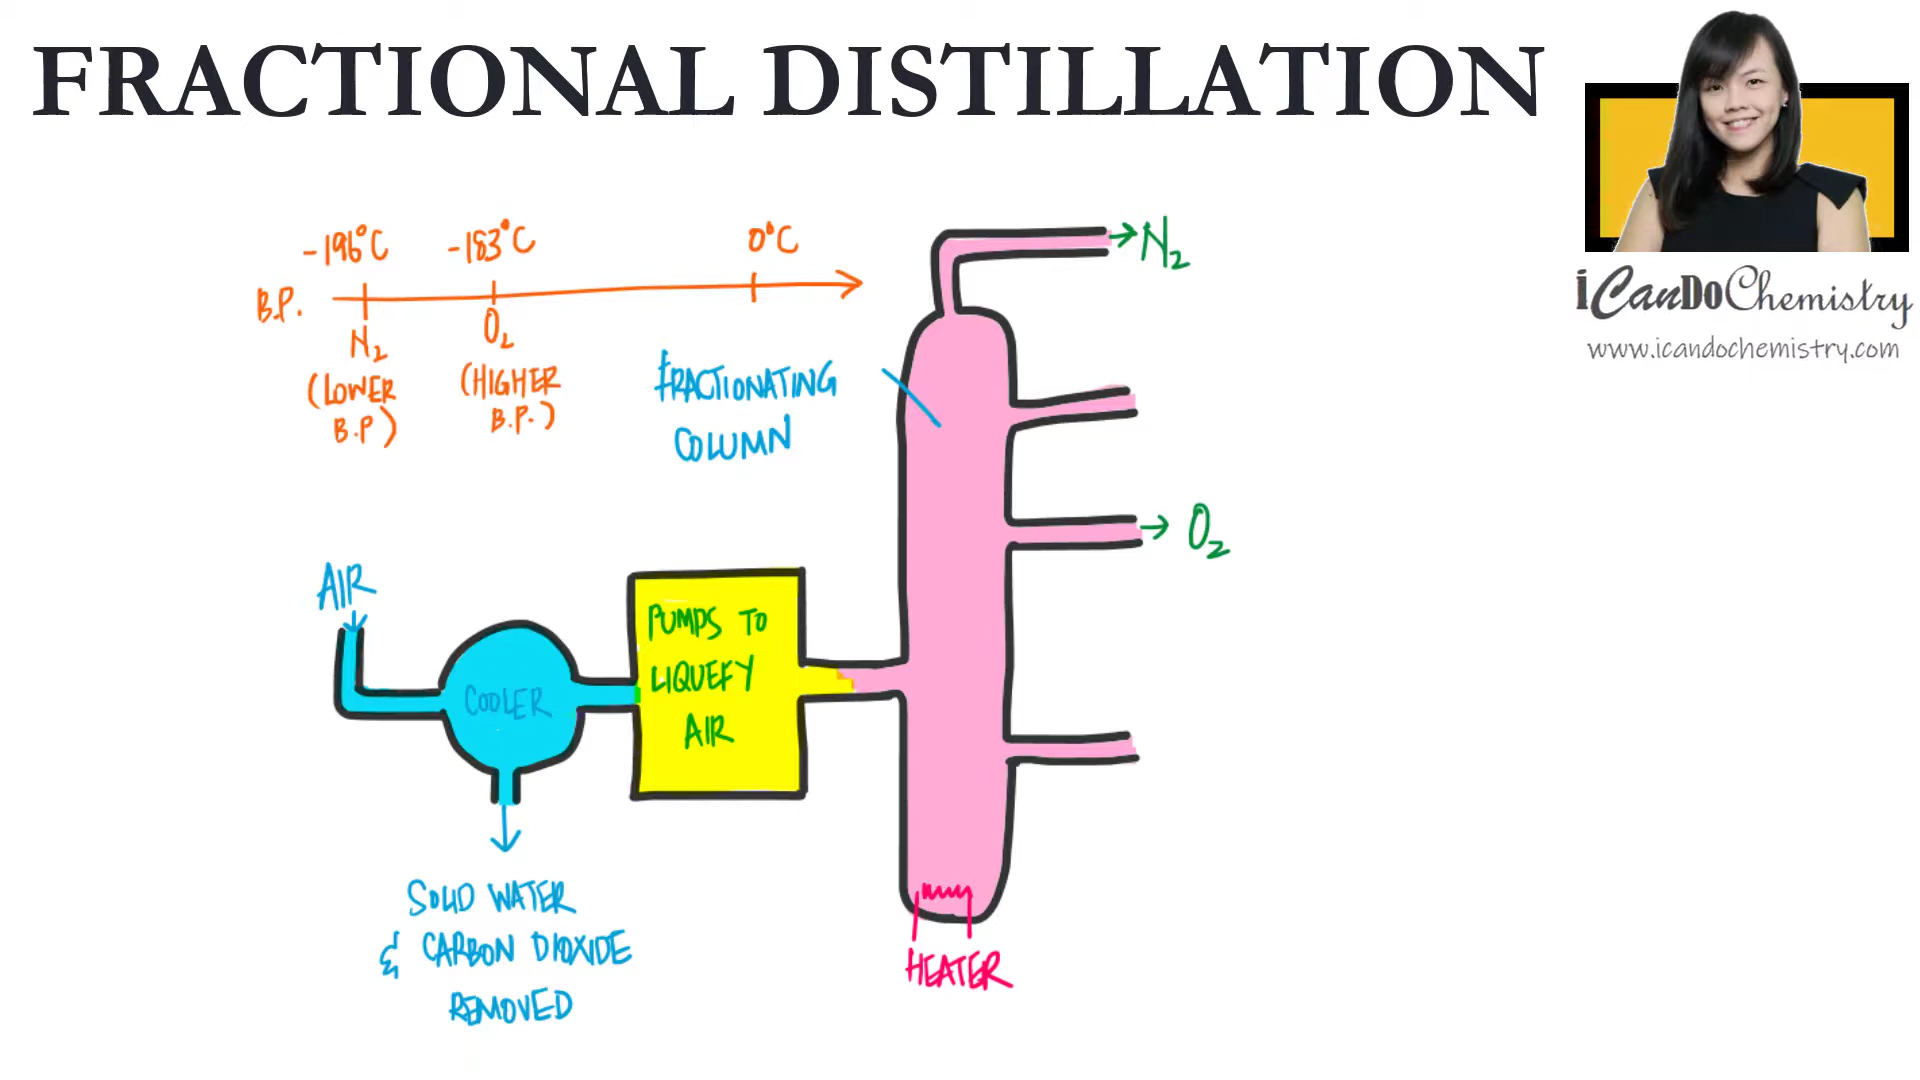 FRACTIONAL DISTILLATION
iCanDoChemistry
www.icandochemistry.com
-196°C -183°C 0°C
B.P.
N₂ O₂
(LOWER B.P)
(HIGHER B.P.)
FRACTIONATING
COLUMN
→N₂
→ O₂
AIR
COOLER
PUMPS TO
LIQUEFY
AIR
SOLID WATER
& CARBON DIOXIDE
REMOVED
HEATER